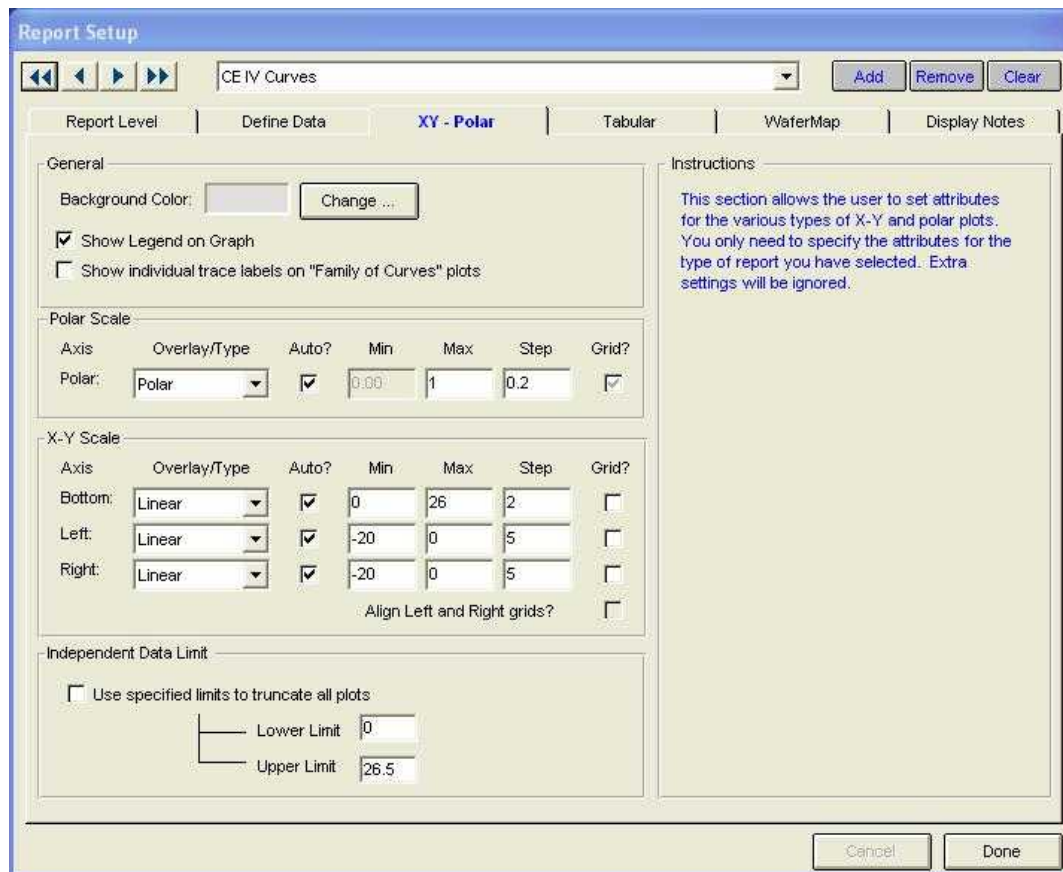 Report Setup
CE IV Curves
Add Remove Clear
Report Level Define Data XY - Polar Tabular WaferMap Display Notes
General
Background Color: Change ...
Show Legend on Graph
Show individual trace labels on "Family of Curves" plots
Polar Scale
Axis Overlay/Type Auto? Min Max Step Grid?
Polar: Polar 0.00 1 0.2
X-Y Scale
Axis Overlay/Type Auto? Min Max Step Grid?
Bottom: Linear 0 26 2
Left: Linear -20 0 5
Right: Linear -20 0 5
Align Left and Right grids?
Independent Data Limit
Use specified limits to truncate all plots
Lower Limit 0
Upper Limit 26.5
Instructions
This section allows the user to set attributes
for the various types of X-Y and polar plots.
You only need to specify the attributes for the
type of report you have selected. Extra
settings will be ignored.
Cancel Done